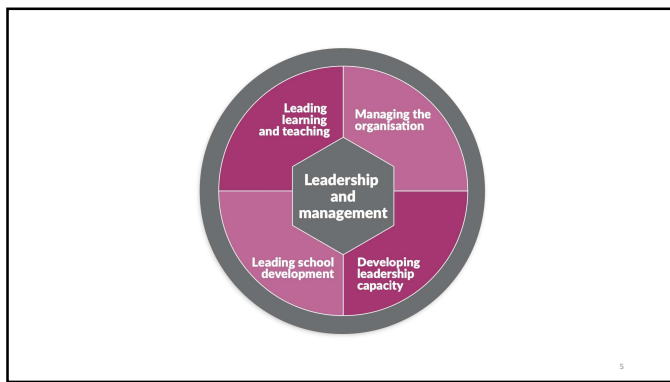 Leading
learning
and teaching
Managing the
organisation
Leadership
and
management
Leading school
development
Developing
leadership
capacity
5